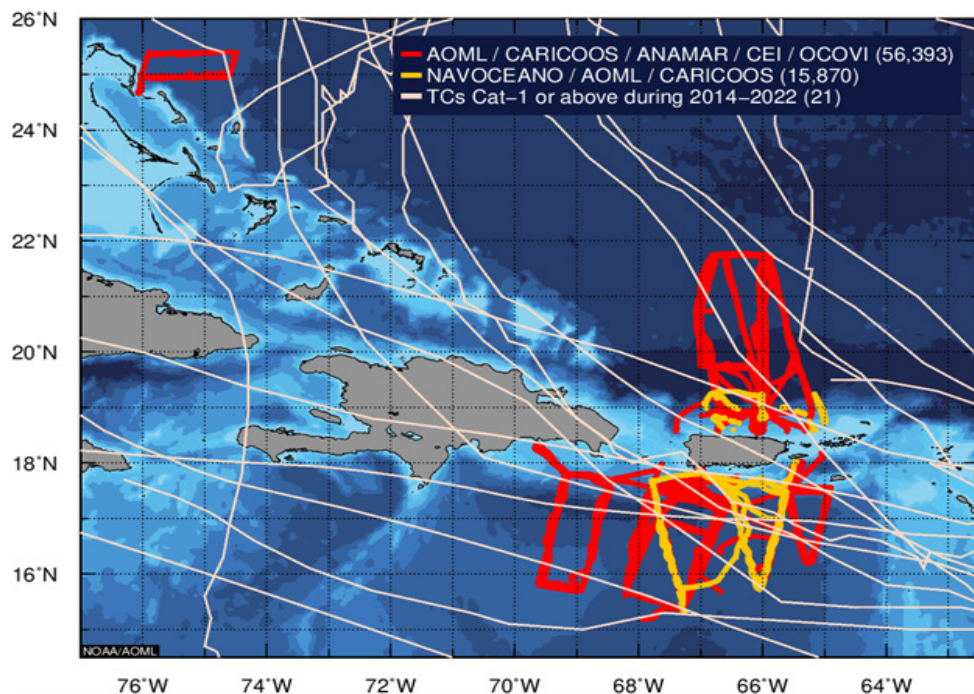 26°N
AOML / CARICOOS / ANAMAR / CEI / OCOVI (56,393)
NAVOCEANO / AOML / CARICOOS (15,870)
TCs Cat-1 or above during 2014-2022 (21)
24°N
22°N
20°N
18°N
16°N
NOAA/AOML
76°W 74°W 72°W 70°W 68°W 66°W 64°W